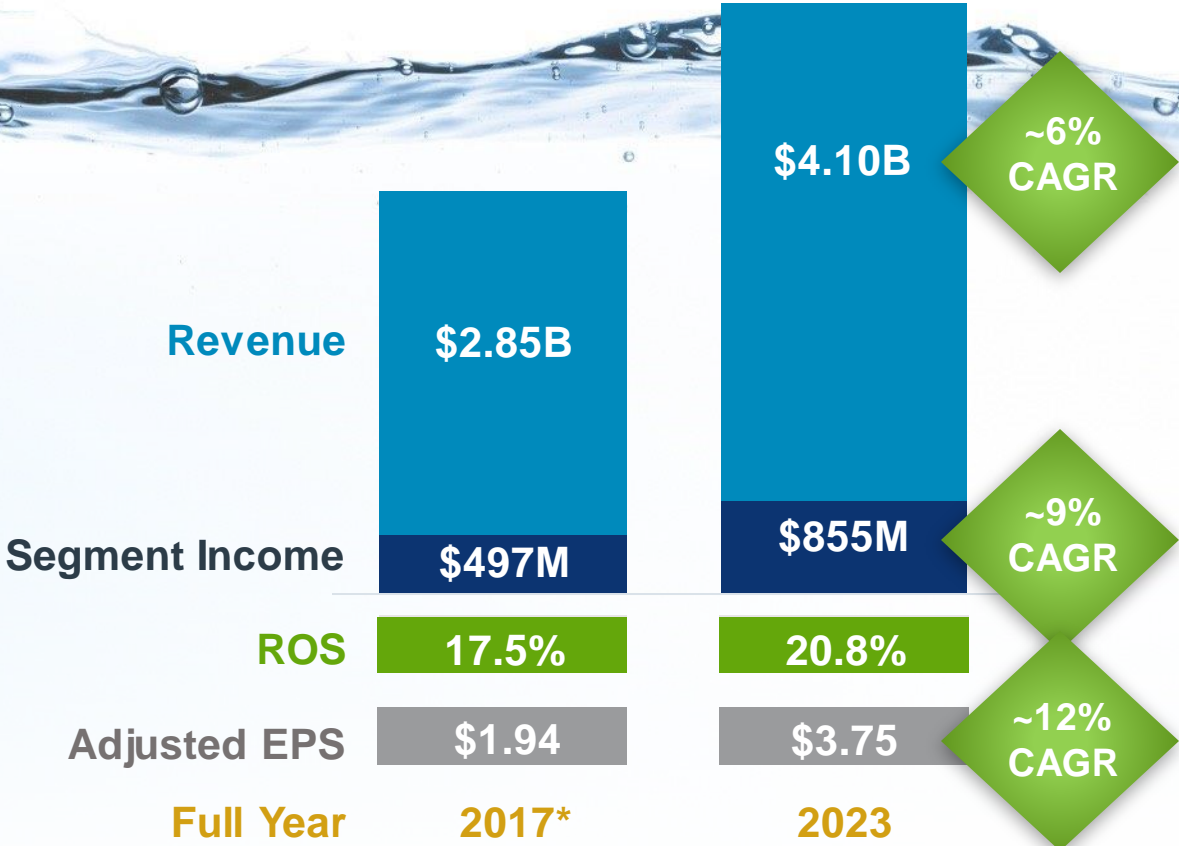 $4.10B
~6%
CAGR
Revenue
$2.85B
Segment Income
$497M
$855M
~9%
CAGR
ROS
17.5%
20.8%
Adjusted EPS
$1.94
$3.75
~12%
CAGR
Full Year
2017*
2023